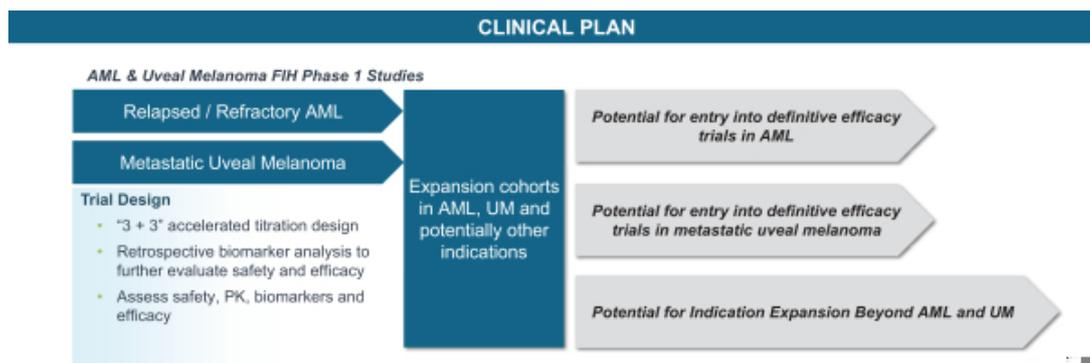 CLINICAL PLAN
AML & Uveal Melanoma FIH Phase 1 Studies
Relapsed / Refractory AML
Metastatic Uveal Melanoma
Trial Design
• "3 + 3" accelerated titration design
• Retrospective biomarker analysis to
further evaluate safety and efficacy
• Assess safety, PK, biomarkers and
efficacy
Expansion cohorts
in AML, UM and
potentially other
indications
Potential for entry into definitive efficacy
trials in AML
Potential for entry into definitive efficacy
trials in metastatic uveal melanoma
Potential for Indication Expansion Beyond AML and UM